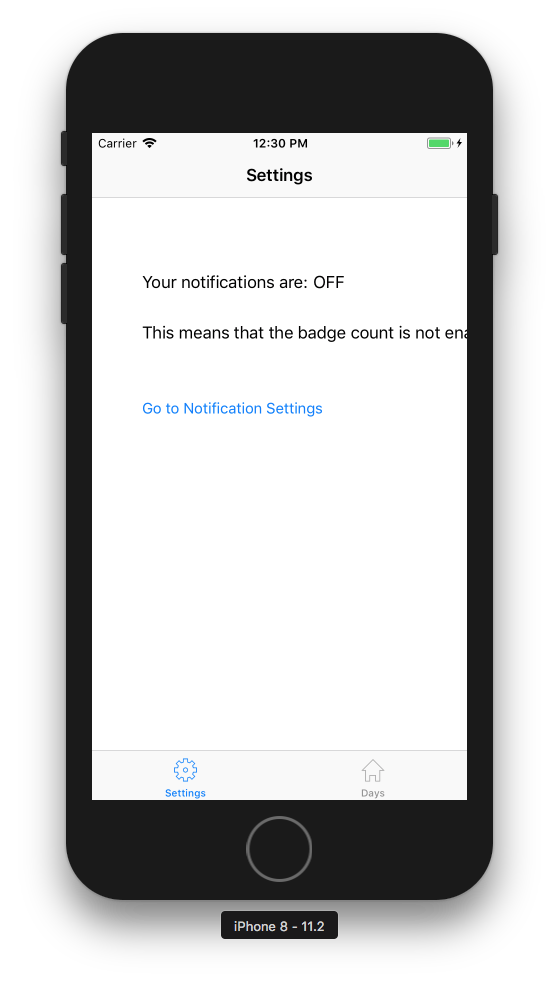 Carrier 12:30 PM
Settings
Your notifications are: OFF
This means that the badge count is not ena
Go to Notification Settings
Settings Days
iPhone 8 - 11.2